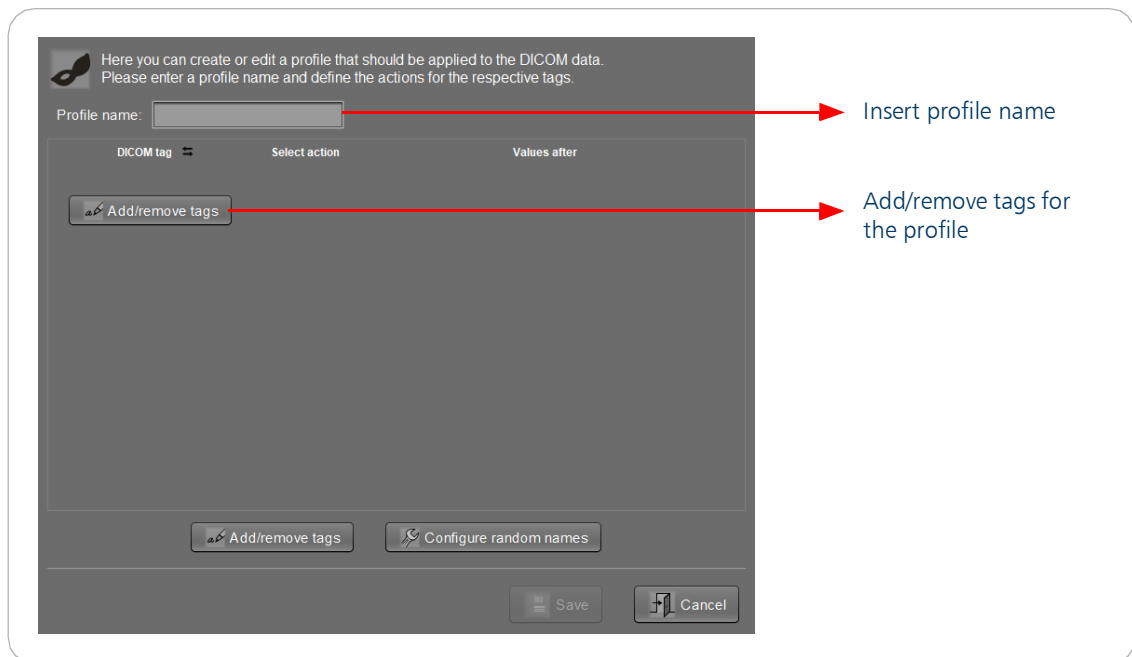 Here you can create or edit a profile that should be applied to the DICOM data.
Please enter a profile name and define the actions for the respective tags.
Profile name:
Insert profile name
DICOM tag Select action Values after
Add/remove tags
Add/remove tags for
the profile
Add/remove tags
Configure random names
Save
Cancel